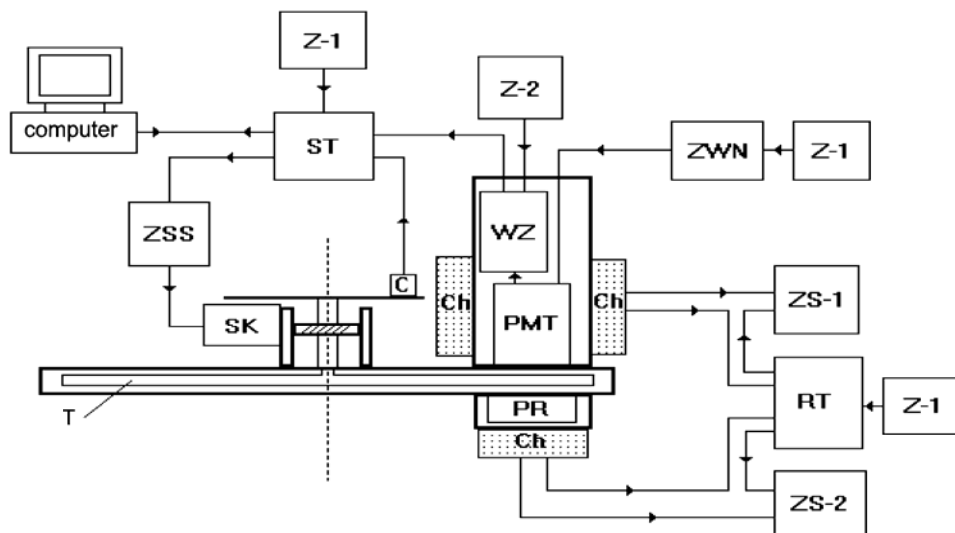 Z-1
Z-2
computer
ST
ZWN
Z-1
ZSS
WZ
C
Ch
Ch
ZS-1
SK
PMT
T
PR
RT
Z-1
Ch
ZS-2